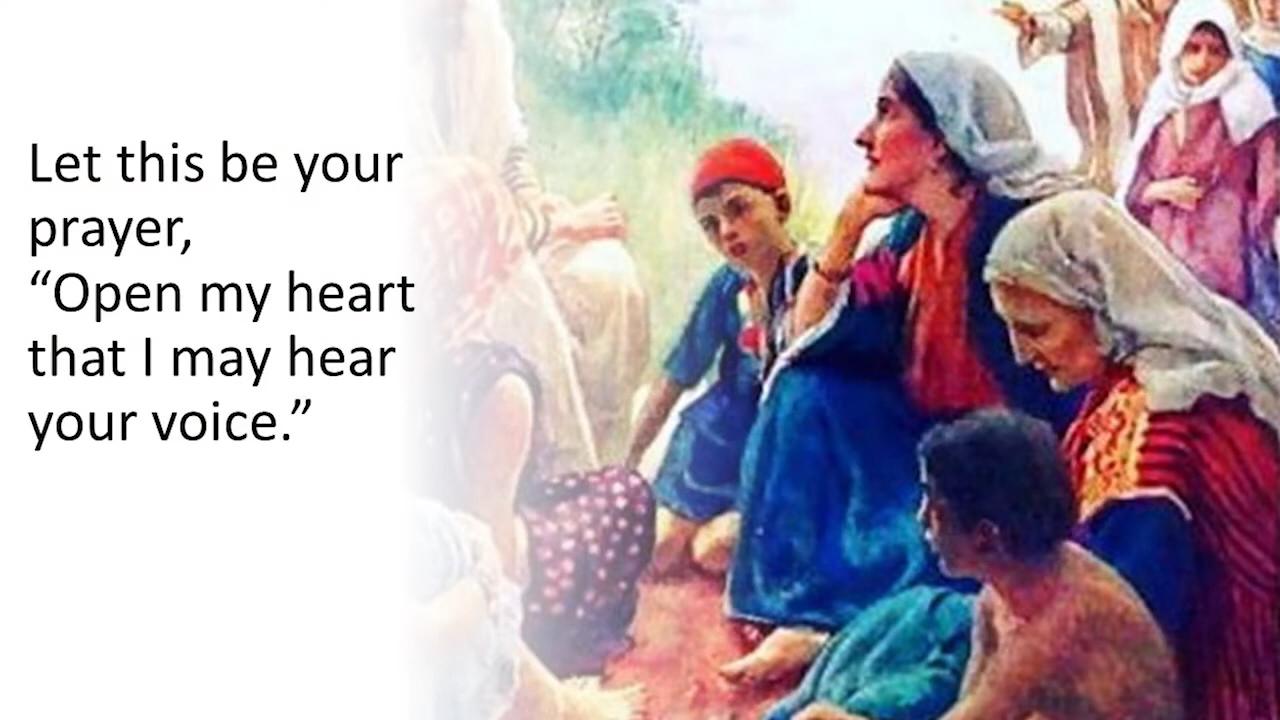 Let this be your
prayer,
“Open my heart
that I may hear
your voice.”